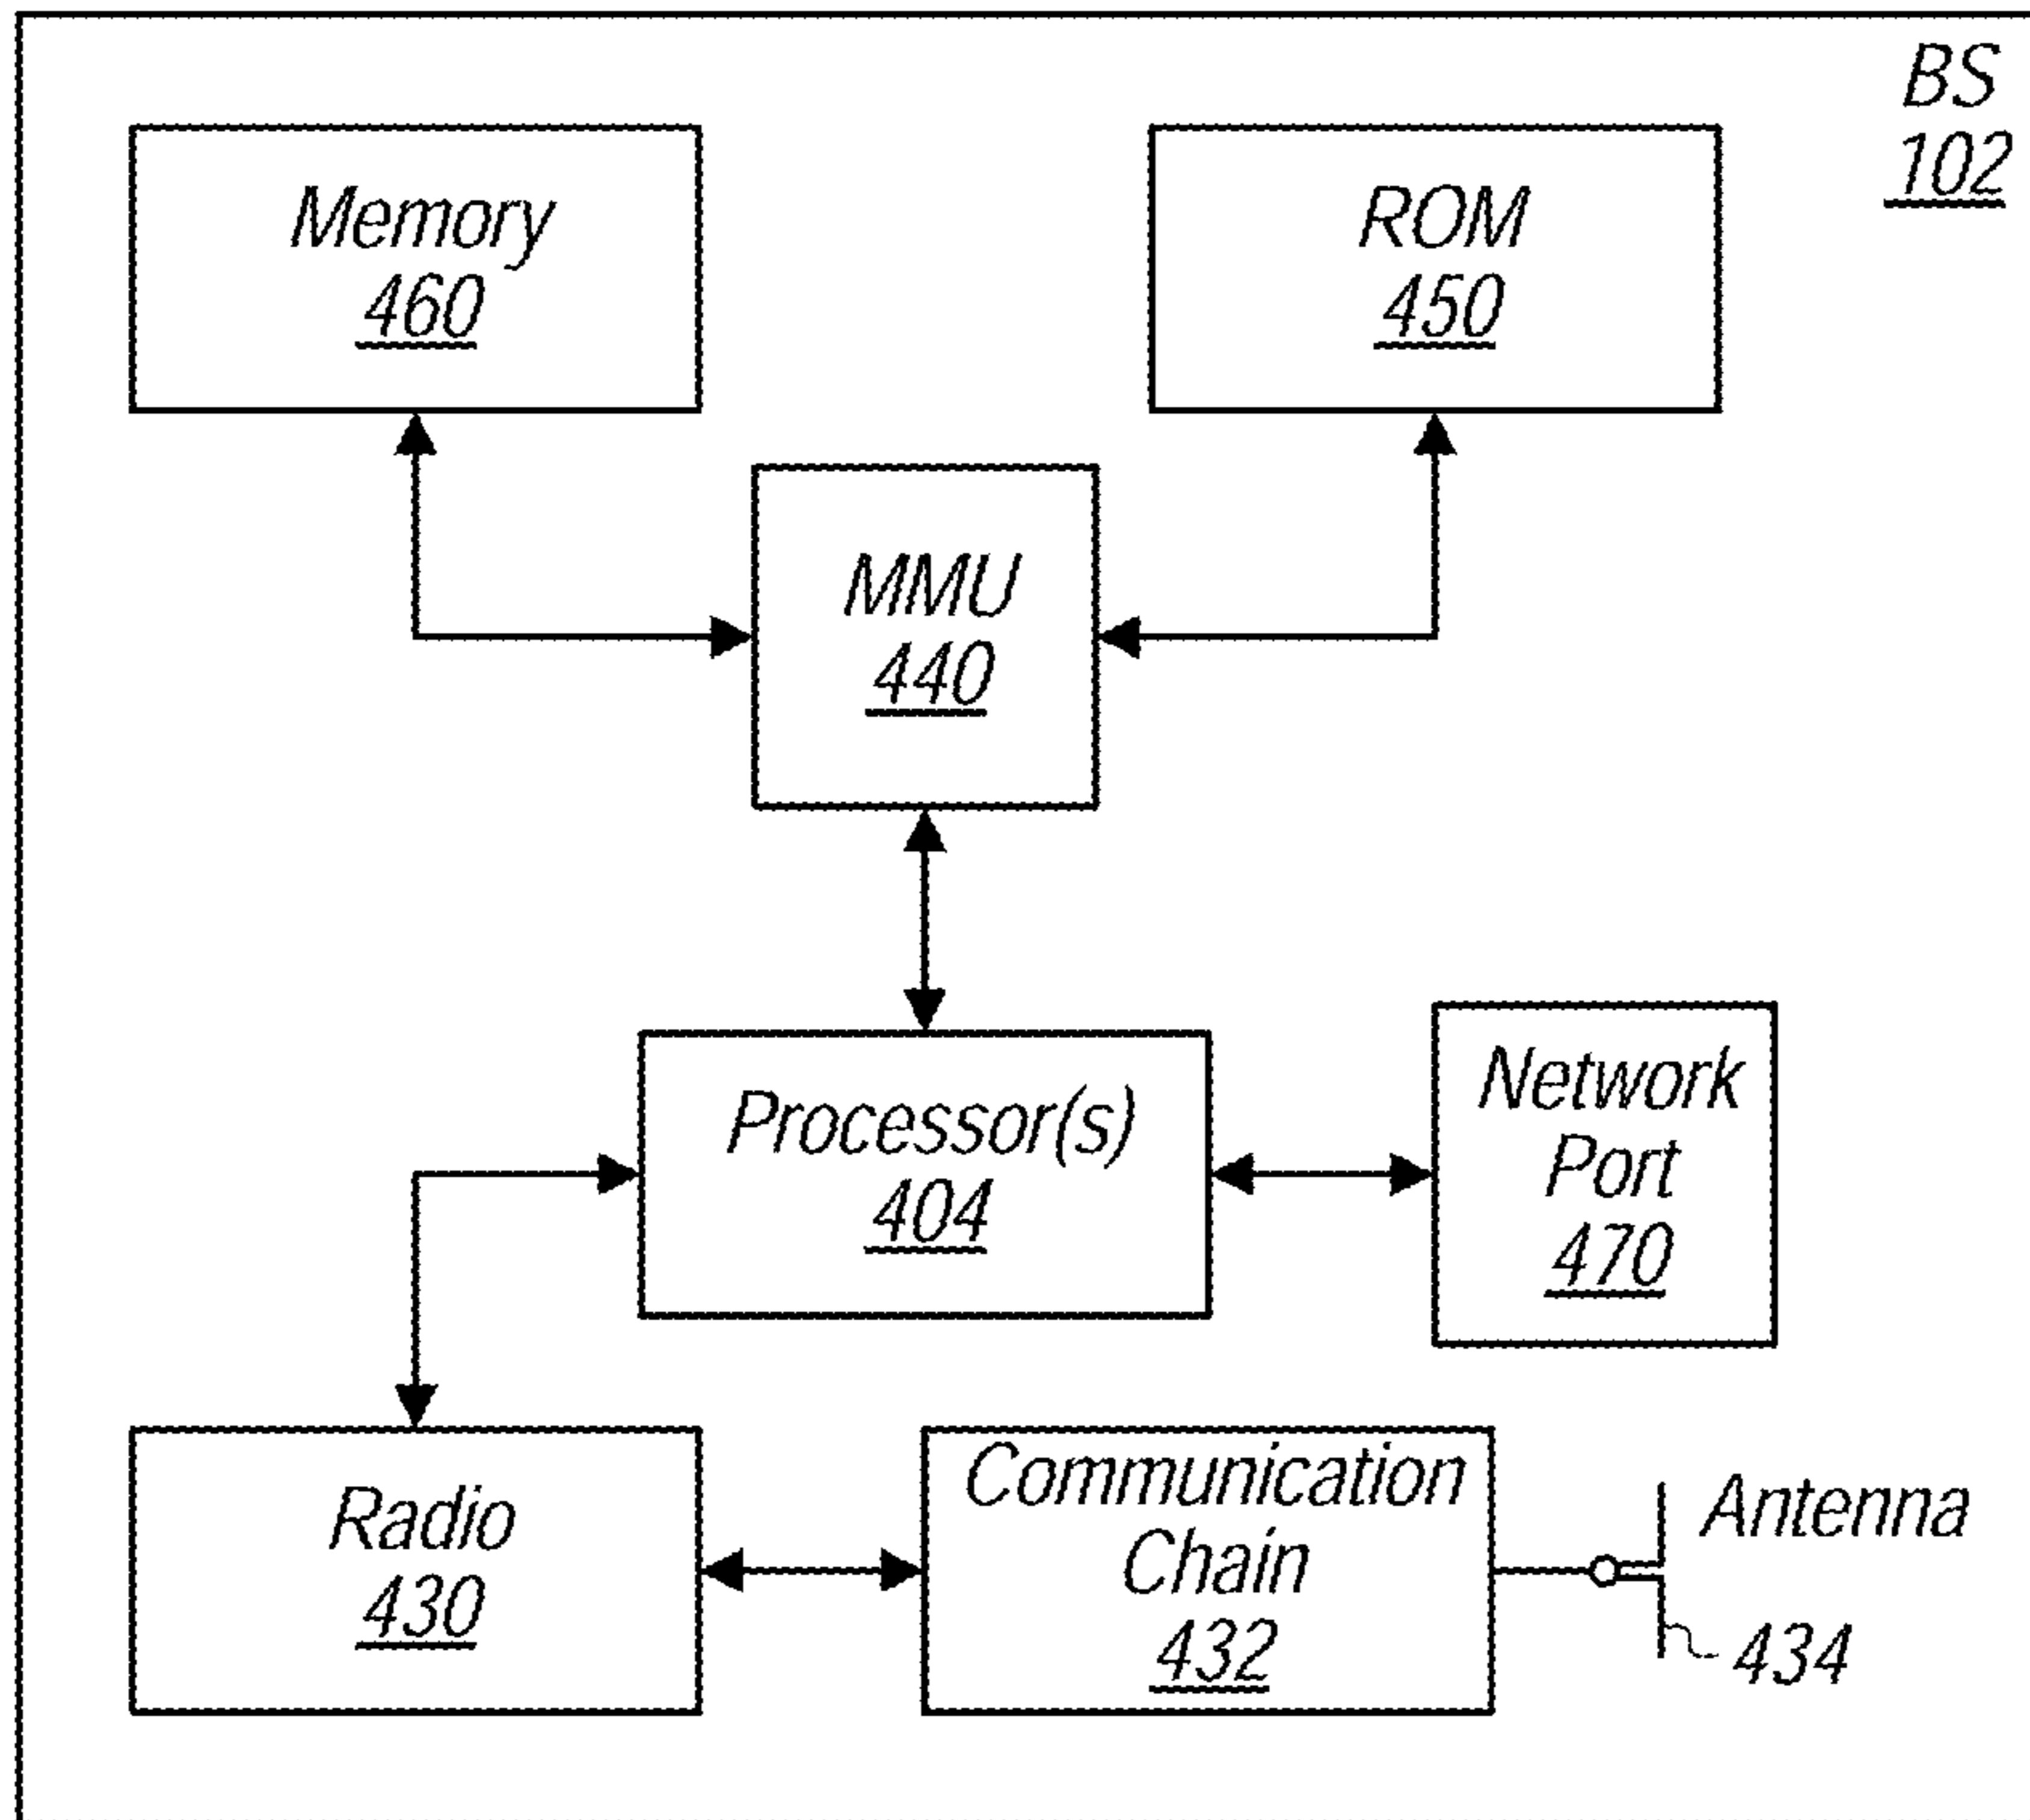 BS
102
Memory
460
ROM
450
MMU
440
Processor(s)
404
Network
Port
470
Radio
430
Communication
Chain
432
Antenna
434